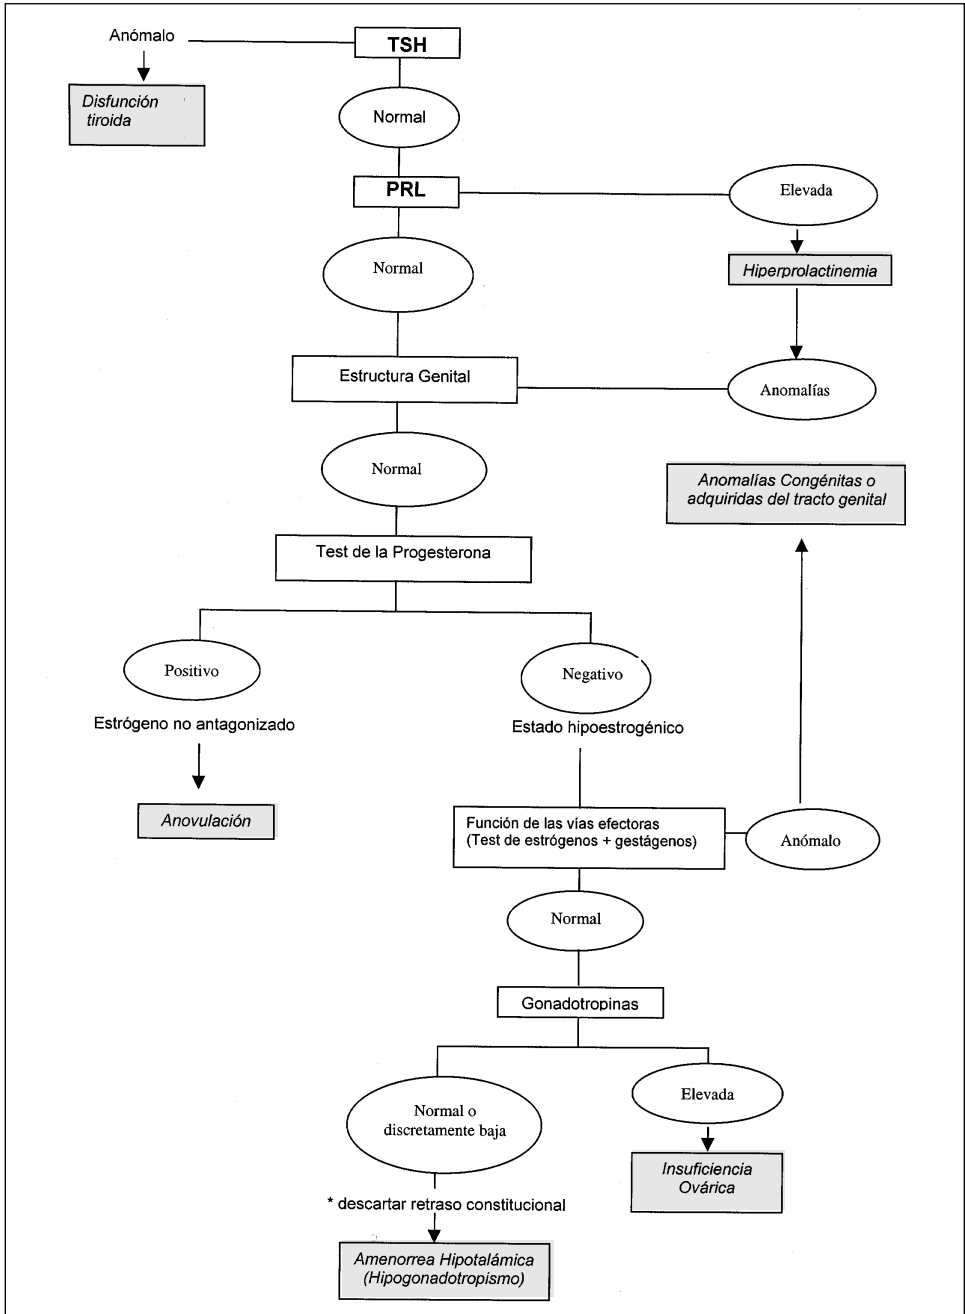 Anómalo
TSH
Disfunción
tiroida
Normal
PRL
Elevada
Normal
Hiperprolactinemia
Estructura Genital
Anomalías
Normal
Anomalías Congénitas o
adquiridas del tracto genital
Test de la Progesterona
Positivo
Negativo
Estrógeno no antagonizado
Estado hipoestrogénico
Anovulación
Función de las vías efectoras
(Test de estrógenos + gestágenos)
Anómalo
Normal
Gonadotropinas
Normal o
discretamente baja
Elevada
Insuficiencia
Ovárica
* descartar retraso constitucional
Amenorrea Hipotalámica
(Hipogonadotropismo)